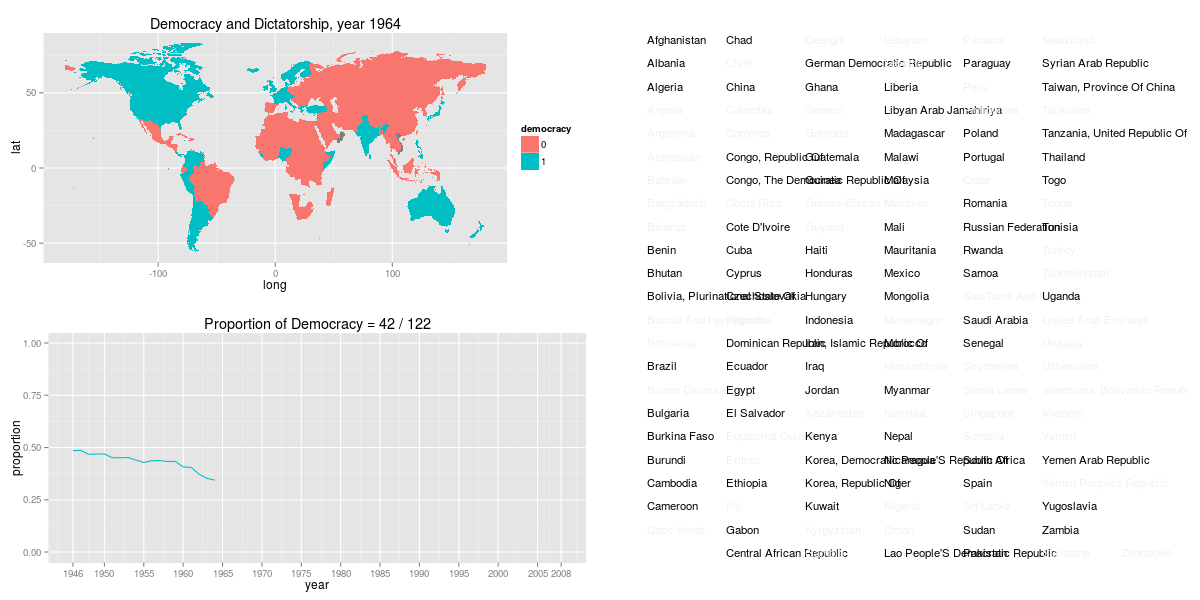 Democracy and Dictatorship, year 1964
lat
50
0
-50
-100
0
100
long
democracy
0
1
Proportion of Democracy = 42 / 122
proportion
1.00
0.75
0.50
0.25
0.00
1946
1950
1955
1960
1965
1970
1975
1980
1985
1990
1995
2000
2005
2008
year
Afghanistan Chad Georgia Lebanon Panama Swaziland
Albania Chile German Democratic Republic Paraguay Syrian Arab Republic
Algeria China Ghana Liberia Peru Taiwan, Province Of China
Angola Greece Libyan Arab Jamahiriya Tajikistan
Argentina Comoros Grenada Madagascar Poland Tanzania, United Republic Of
Azerbaijan Congo, Republic Of Guatemala Malawi Portugal Thailand
Bahrain Congo, The Democratic Republic Of Malaysia Qatar Togo
Bangladesh Costa Rica Guinea-Bissau Maldives Romania Tonga
Belarus Cote D'Ivoire Guyana Mali Russian Federation Tunisia
Benin Cuba Haiti Mauritania Rwanda Turkey
Bhutan Cyprus Honduras Mexico Samoa Turkmenistan
Bolivia, Plurinational State Of Czechoslovakia Hungary Mongolia Sao Tome And Uganda
Bosnia And Indonesia Montenegro Saudi Arabia United Arab Emirates
Botswana Dominican Republic Iran, Islamic Republic Of Morocco Senegal Uruguay
Brazil Ecuador Iraq Mozambique Seychelles Uzbekistan
Brunei Egypt Jordan Myanmar Sierra Leone Venezuela, Bolivarian Repub
Bulgaria El Salvador Kazakhstan Namibia Singapore Vietnam
Burkina Faso Equatorial Kenya Nepal Somalia Yemen
Burundi Eritrea Korea, Democratic People'S Republic Of Nicaragua South Africa Yemen Arab Republic
Cambodia Ethiopia Korea, Republic Of Niger Spain Yemen People's Republic
Cameroon Fiji Kuwait Nigeria Sri Lanka Yugoslavia
Cape Verde Gabon Kyrgyzstan Oman Sudan Zambia
Central African Republic Lao People'S Democratic Republic Pakistan Zimbabwe